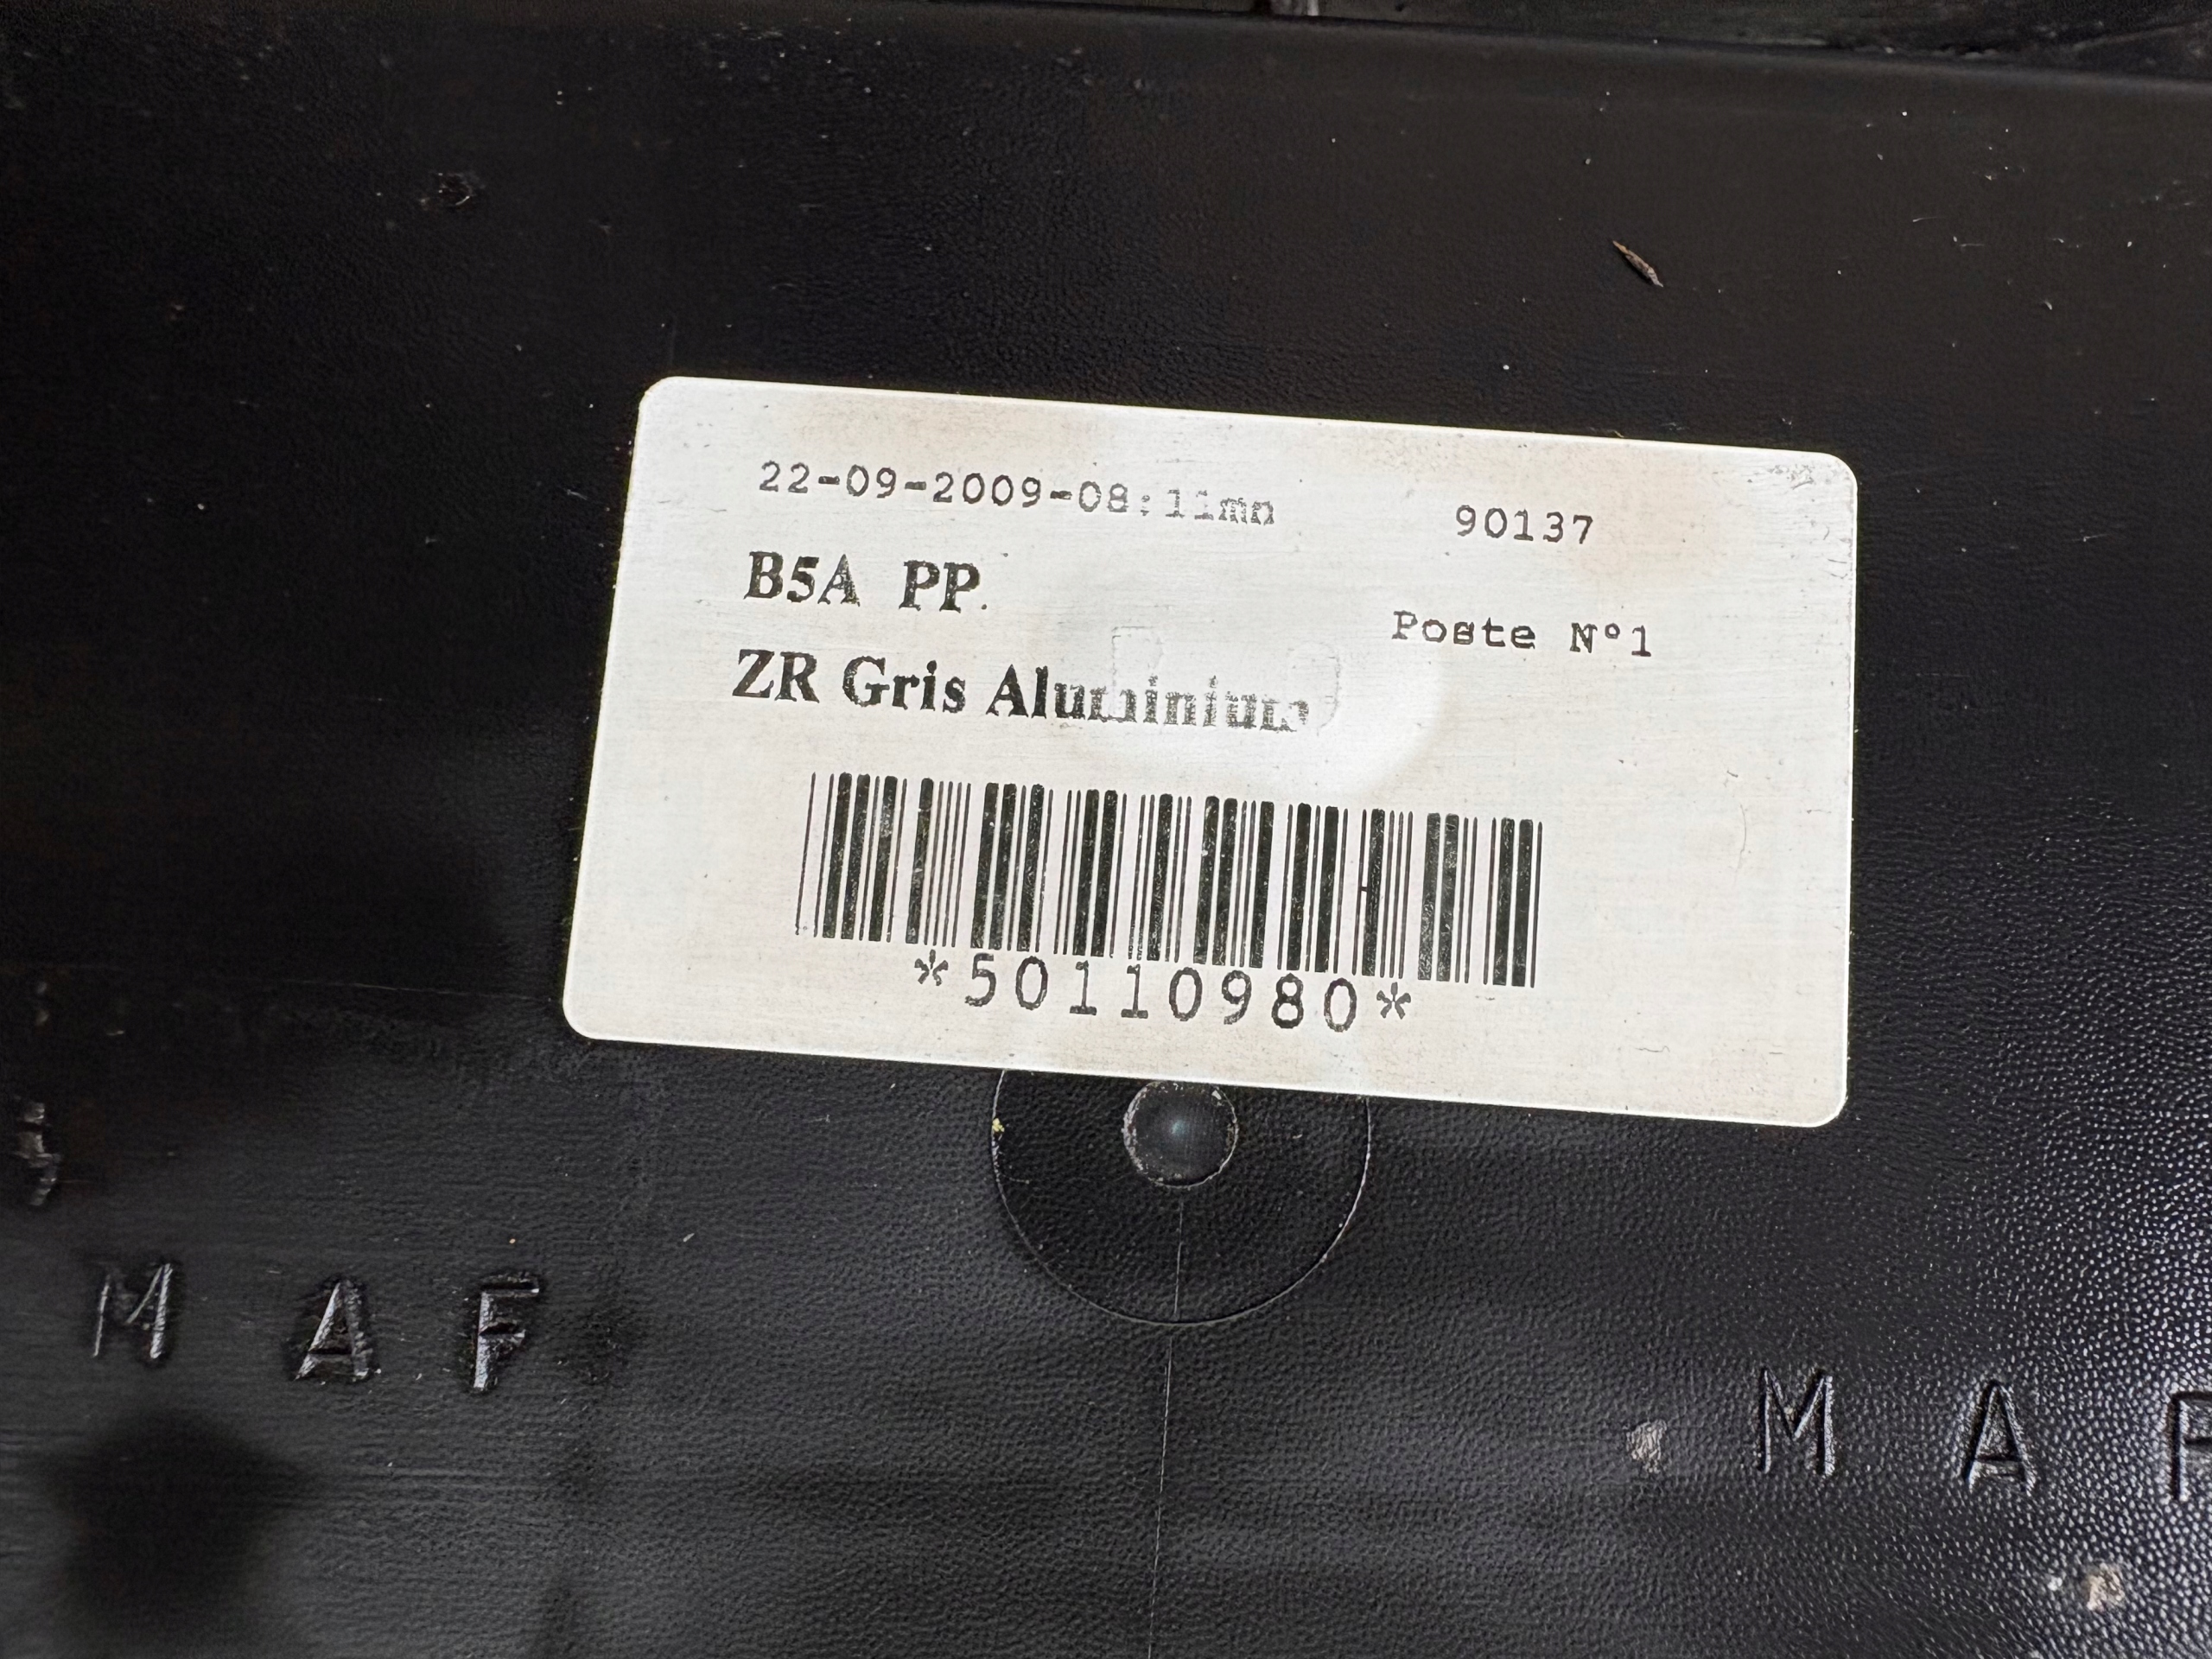 22-09-2009-08:11mn 90137
B5A PP.
Poste N°1
ZR Gris Aluminium
*50110980*
M A F
M A F